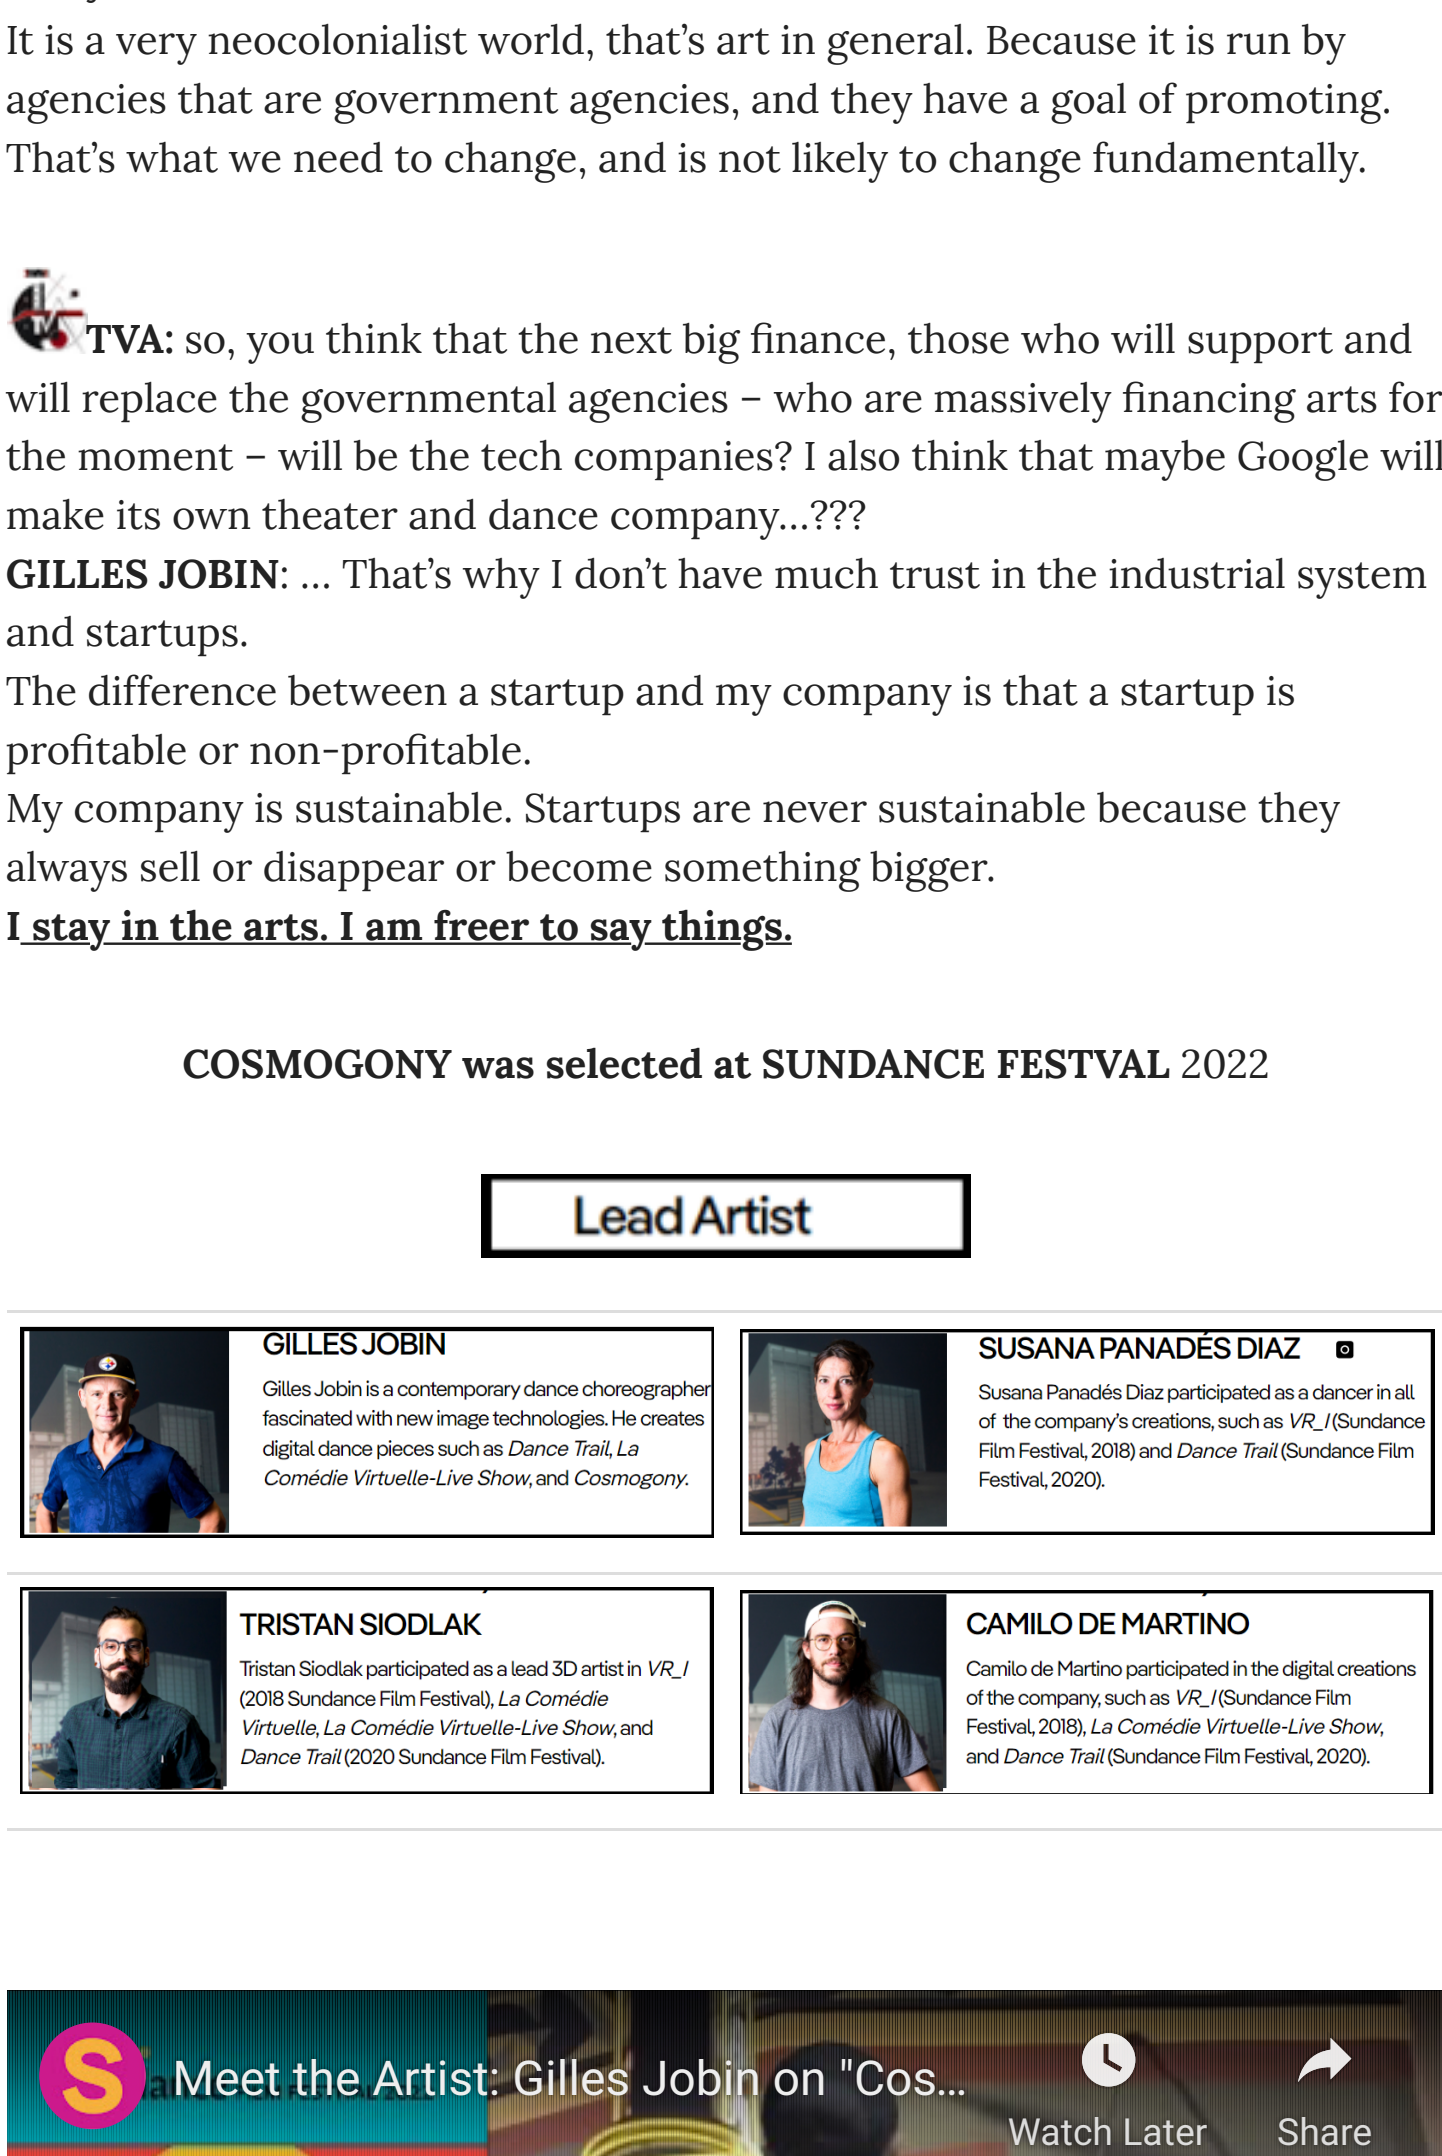 It is a very neocolonialist world, that’s art in general. Because it is run by
agencies that are government agencies, and they have a goal of promoting.
That’s what we need to change, and is not likely to change fundamentally.
TVA: so, you think that the next big finance, those who will support and
will replace the governmental agencies – who are massively financing arts for
the moment – will be the tech companies? I also think that maybe Google will
make its own theater and dance company…???
GILLES JOBIN: … That’s why I don’t have much trust in the industrial system
and startups.
The difference between a startup and my company is that a startup is
profitable or non-profitable.
My company is sustainable. Startups are never sustainable because they
always sell or disappear or become something bigger.
I stay in the arts. I am freer to say things.
COSMOGONY was selected at SUNDANCE FESTVAL 2022
Lead Artist
GILLES JOBIN
Gilles Jobin is a contemporary dance choreographer
fascinated with new image technologies. He creates
digital dance pieces such as Dance Trail, La
Comédie Virtuelle-Live Show, and Cosmogony.
SUSANA PANADÉS DIAZ
Susana Panadés Diaz participated as a dancer in all
of the company’s creations, such as VR_I (Sundance
Film Festival, 2018) and Dance Trail (Sundance Film
Festival, 2020).
TRISTAN SIODLAK
Tristan Siodlak participated as a lead 3D artist in VR_I
(2018 Sundance Film Festival), La Comédie
Virtuelle, La Comédie Virtuelle-Live Show, and
Dance Trail (2020 Sundance Film Festival).
CAMILO DE MARTINO
Camilo de Martino participated in the digital creations
of the company, such as VR_I (Sundance Film
Festival, 2018), La Comédie Virtuelle-Live Show,
and Dance Trail (Sundance Film Festival, 2020).
S
Meet the Artist: Gilles Jobin on "Cos…
Watch Later
Share